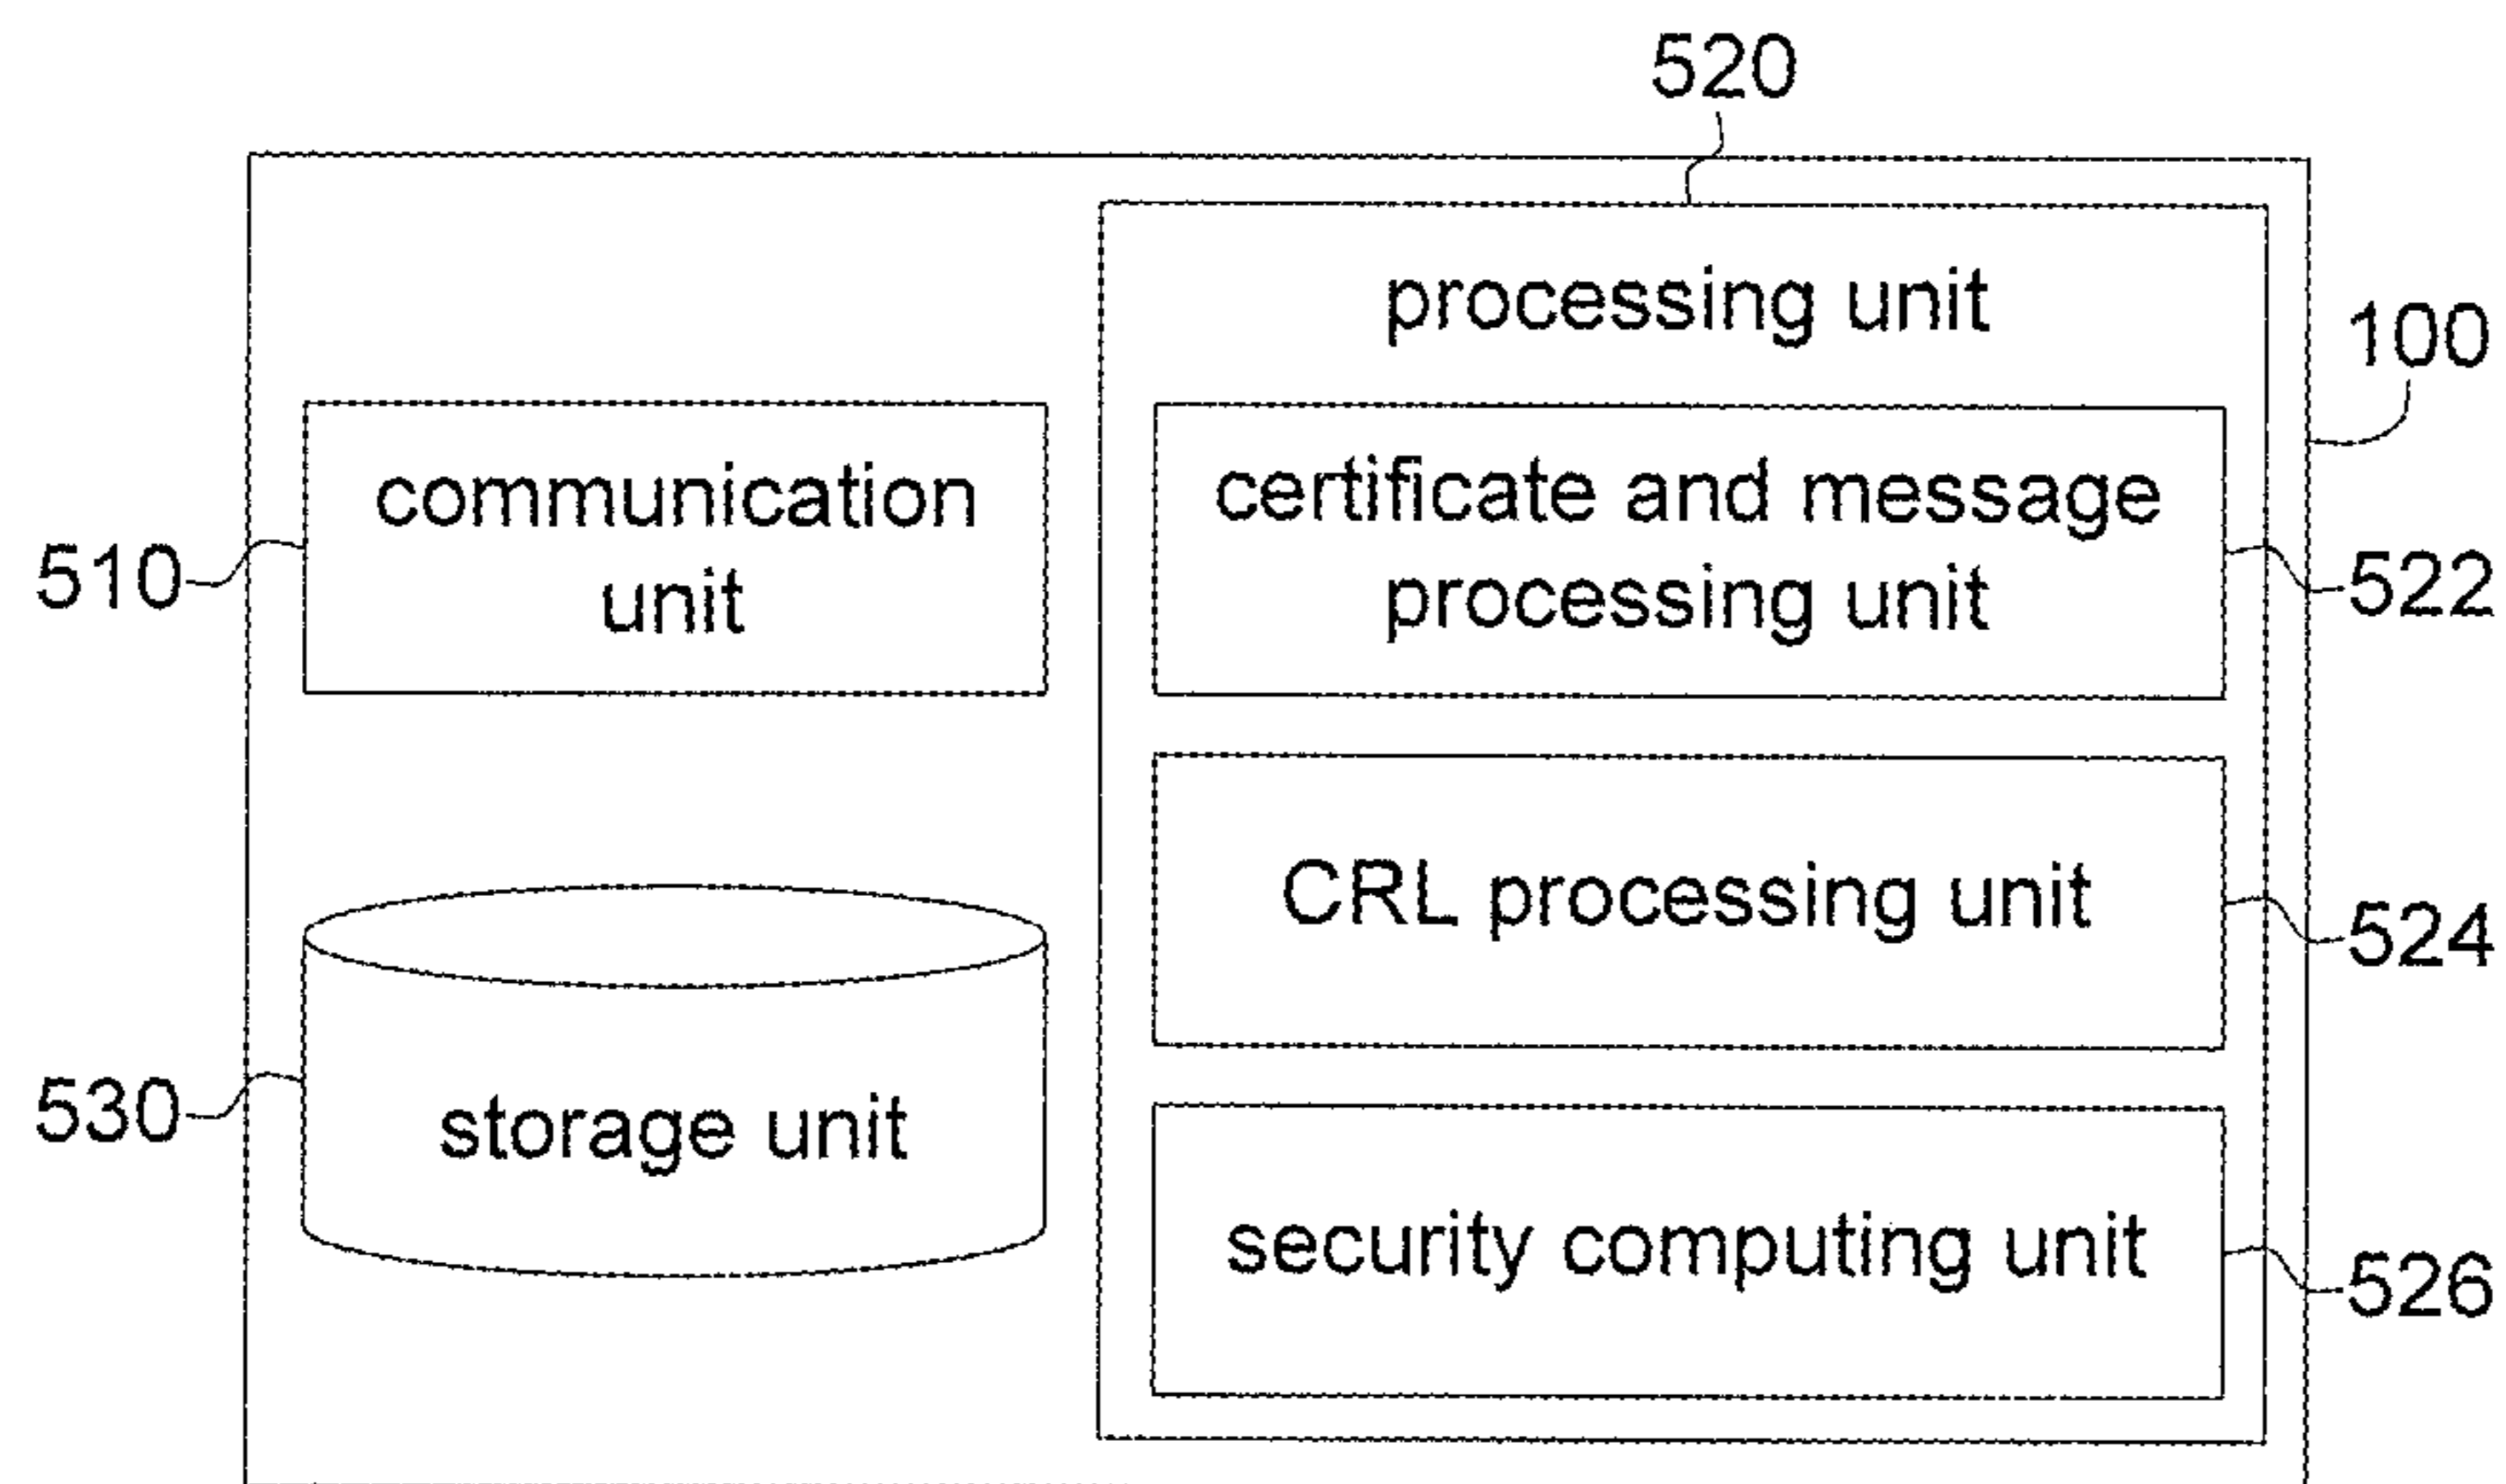 520
processing unit
100
communication
unit
510
certificate and message
processing unit
522
CRL processing unit
524
storage unit
530
security computing unit
526